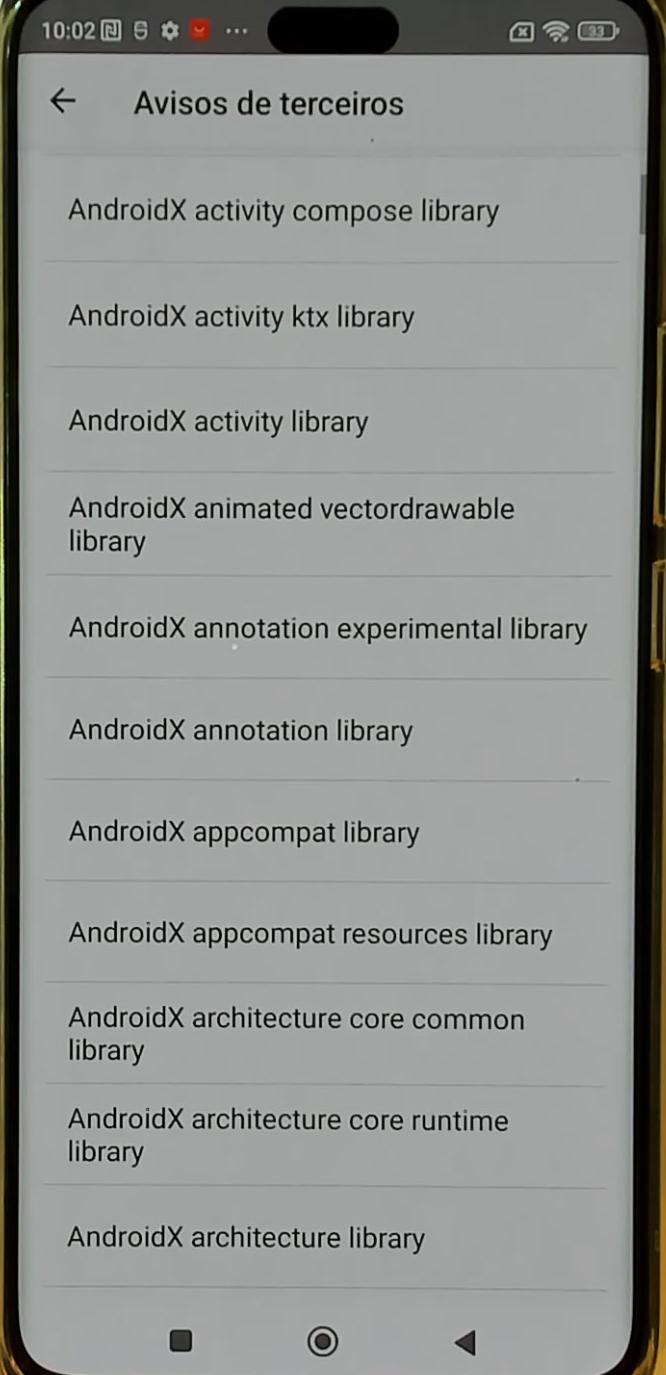 10:02
33
Avisos de terceiros
AndroidX activity compose library
AndroidX activity ktx library
AndroidX activity library
AndroidX animated vectordrawable
library
AndroidX annotation experimental library
AndroidX annotation library
AndroidX appcompat library
AndroidX appcompat resources library
AndroidX architecture core common
library
AndroidX architecture core runtime
library
AndroidX architecture library